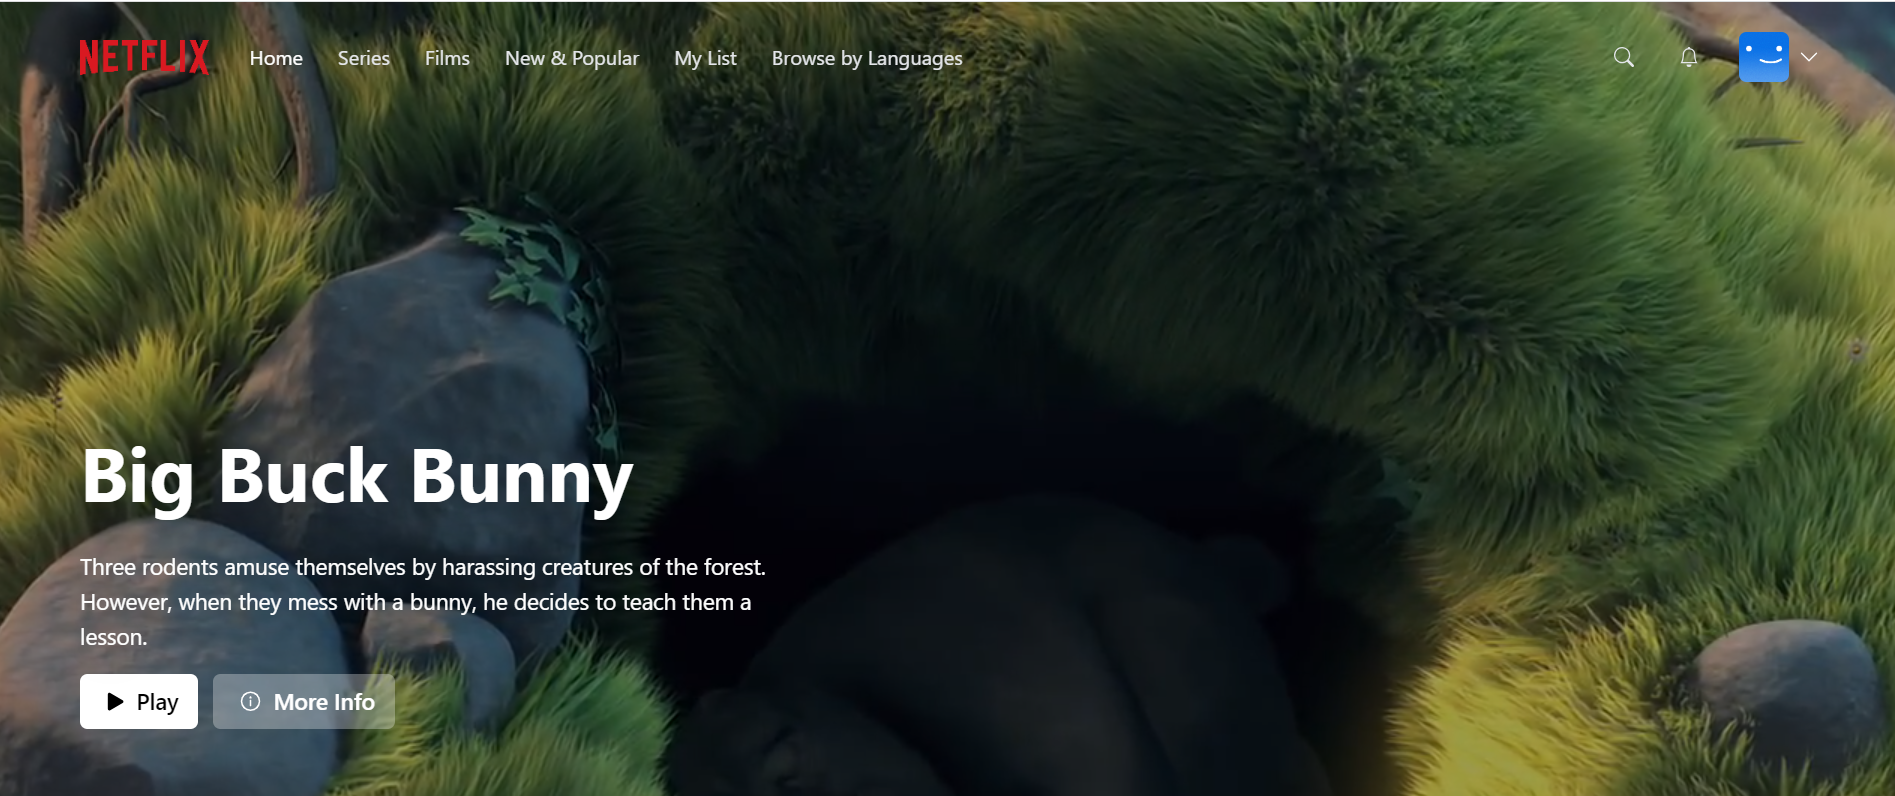 NETFLIX Home Series Films New & Popular My List Browse by Languages
Big Buck Bunny
Three rodents amuse themselves by harassing creatures of the forest.
However, when they mess with a bunny, he decides to teach them a
lesson.
Play More Info